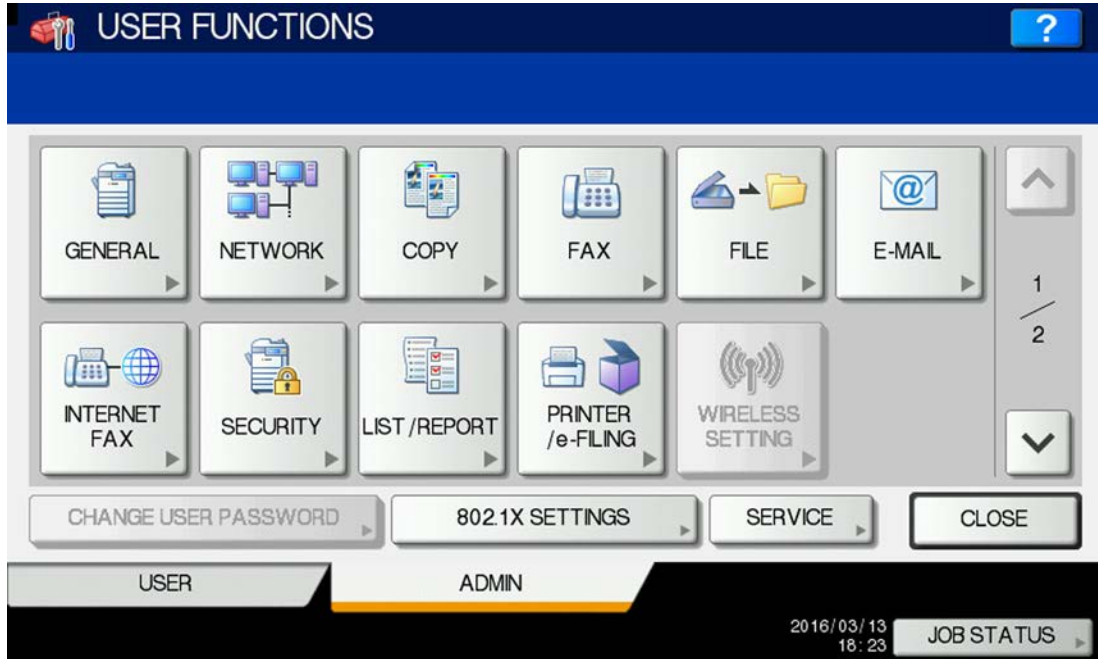 USER FUNCTIONS
?
GENERAL
NETWORK
COPY
FAX
FILE
@
E-MAIL
1
/
2
INTERNET
FAX
SECURITY
LIST/REPORT
PRINTER
/e-FILING
WIRELESS
SETTING
CHANGE USER PASSWORD
802.1X SETTINGS
SERVICE
CLOSE
USER
ADMIN
2016/03/13
18:23
JOB STATUS